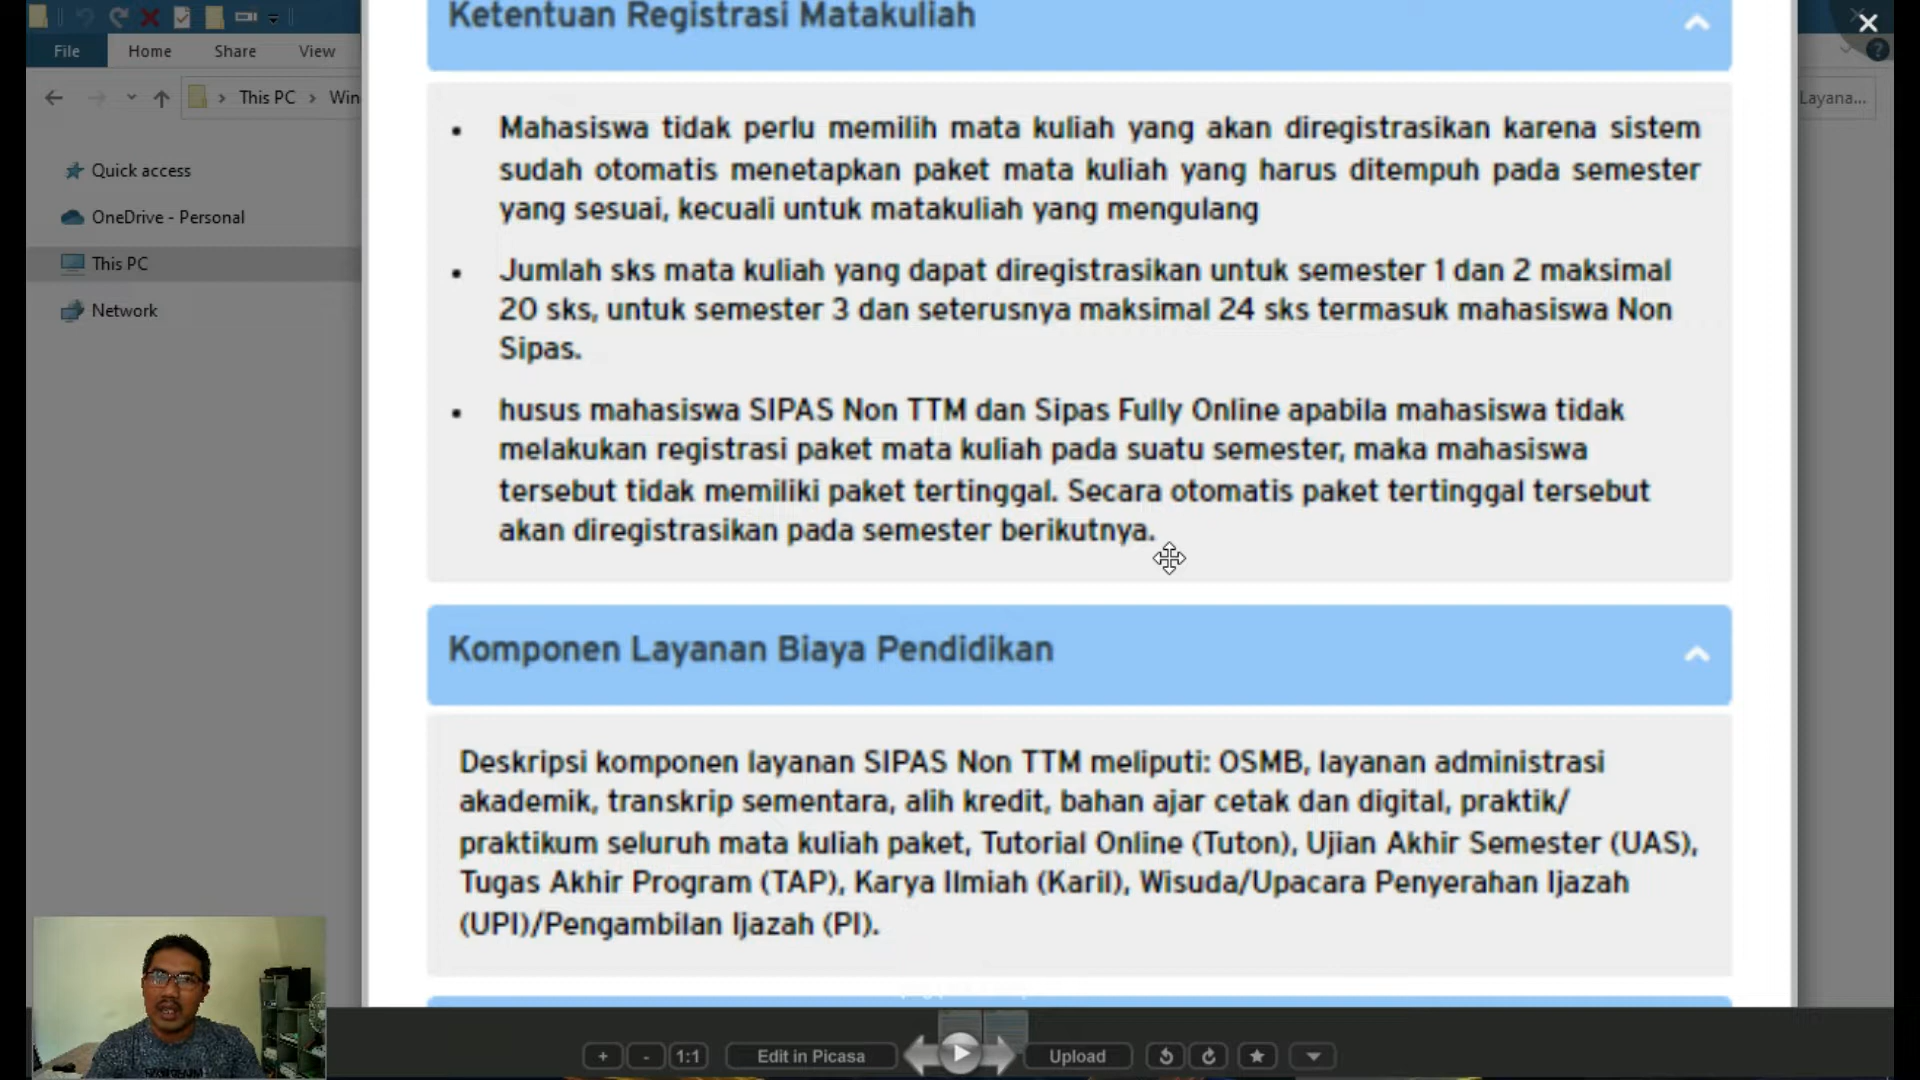 Ketentuan Registrasi Matakuliah
File
Home
Share
View
This PC
Win
Layana...
Quick access
OneDrive - Personal
This PC
Network
• Mahasiswa tidak perlu memilih mata kuliah yang akan diregistrasikan karena sistem
sudah otomatis menetapkan paket mata kuliah yang harus ditempuh pada semester
yang sesuai, kecuali untuk matakuliah yang mengulang
• Jumlah sks mata kuliah yang dapat diregistrasikan untuk semester 1 dan 2 maksimal
20 sks, untuk semester 3 dan seterusnya maksimal 24 sks termasuk mahasiswa Non
Sipas.
• husus mahasiswa SIPAS Non TTM dan Sipas Fully Online apabila mahasiswa tidak
melakukan registrasi paket mata kuliah pada suatu semester, maka mahasiswa
tersebut tidak memiliki paket tertinggal. Secara otomatis paket tertinggal tersebut
akan diregistrasikan pada semester berikutnya.
Komponen Layanan Biaya Pendidikan
Deskripsi komponen layanan SIPAS Non TTM meliputi: OSMB, layanan administrasi
akademik, transkrip sementara, alih kredit, bahan ajar cetak dan digital, praktik/
praktikum seluruh mata kuliah paket, Tutorial Online (Tuton), Ujian Akhir Semester (UAS),
Tugas Akhir Program (TAP), Karya Ilmiah (Karil), Wisuda/Upacara Penyerahan Ijazah
(UPI)/Pengambilan Ijazah (PI).
+
-
1:1
Edit in Picasa
Upload